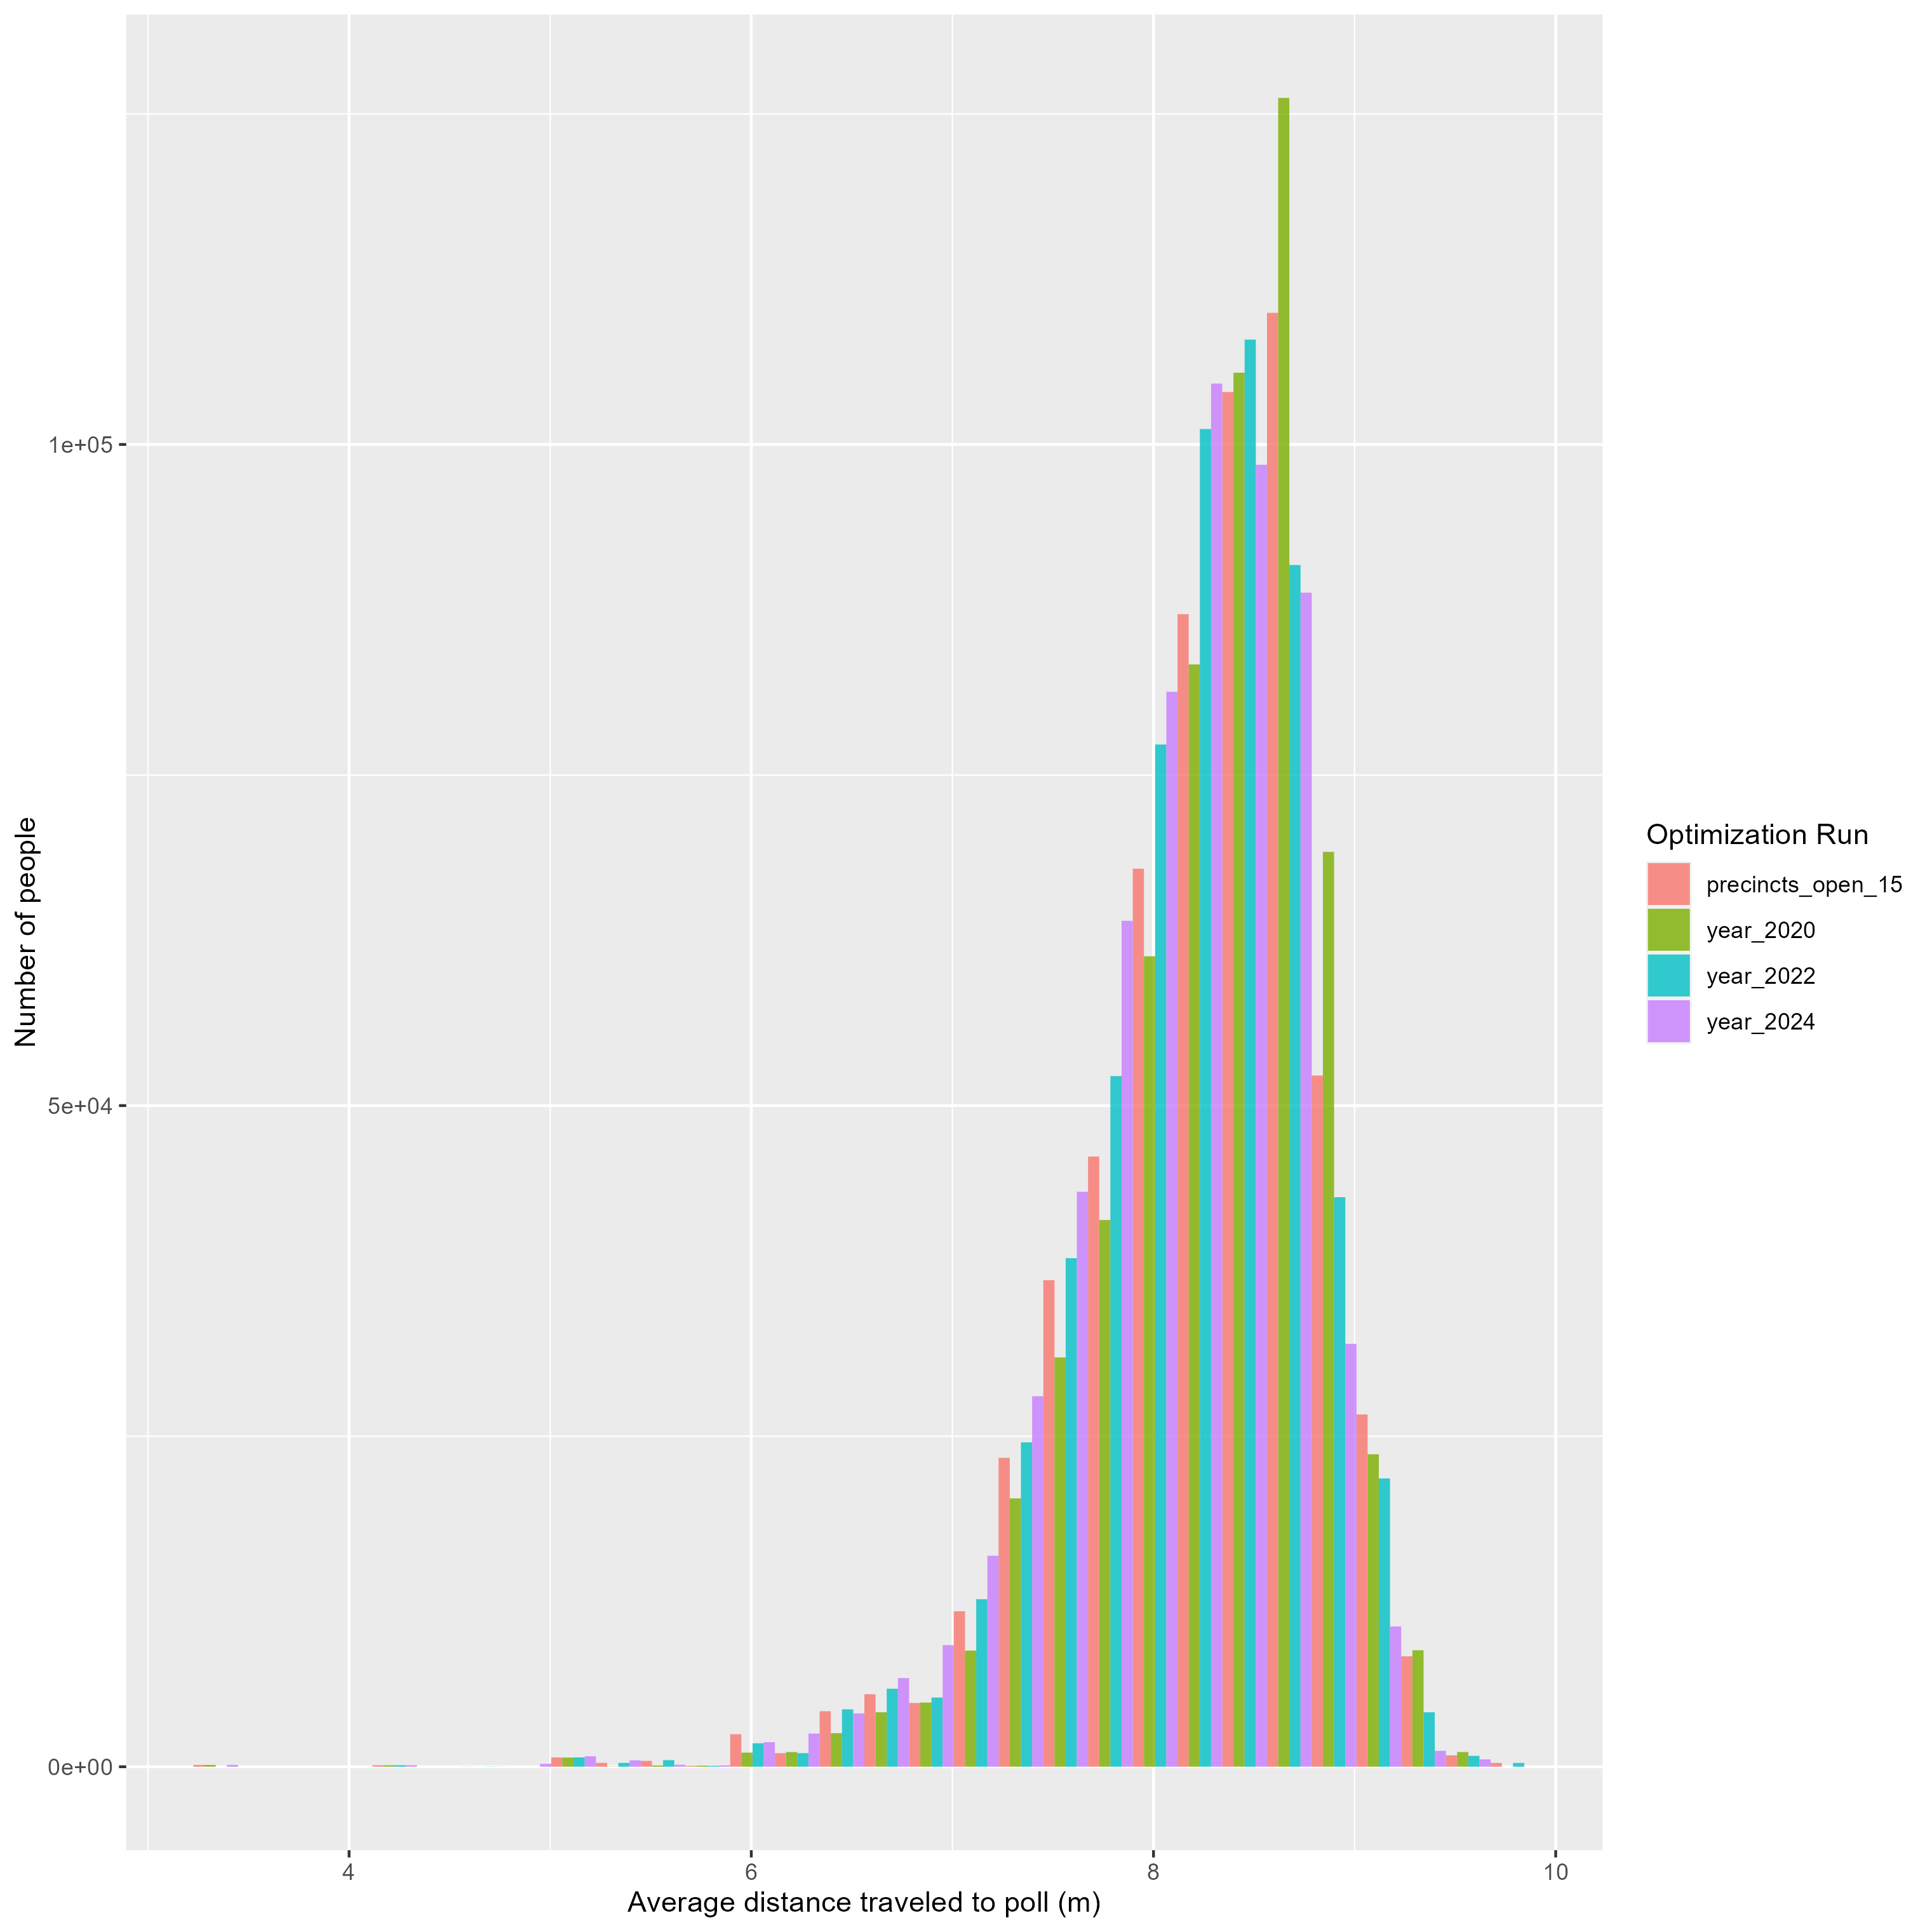 Number of people
1e+05
5e+04
0e+00
4
6
8
10
Average distance traveled to poll (m)
Optimization Run
precincts_open_15
year_2020
year_2022
year_2024